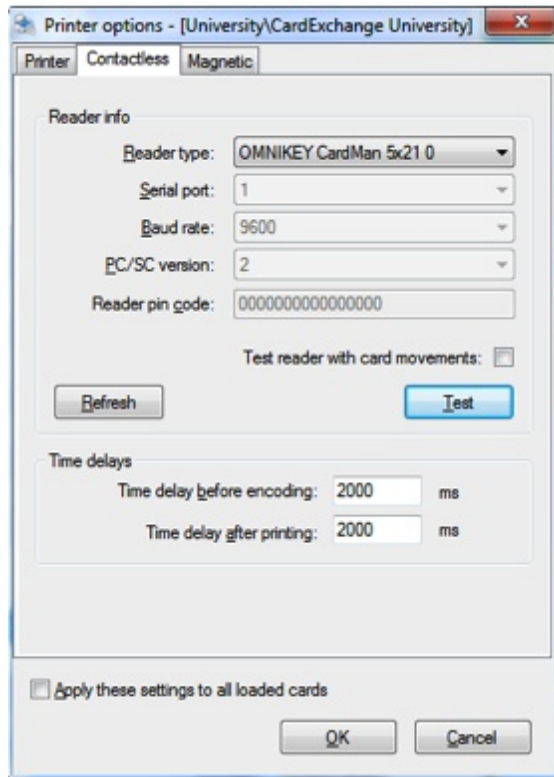 Printer options - [University\CardExchange University]
Printer Contactless Magnetic
Reader info
Reader type: OMNIKEY CardMan 5x21 0
Serial port: 1
Baud rate: 9600
PC/SC version: 2
Reader pin code: 0000000000000000
Test reader with card movements:
Refresh Test
Time delays
Time delay before encoding: 2000 ms
Time delay after printing: 2000 ms
Apply these settings to all loaded cards
OK Cancel